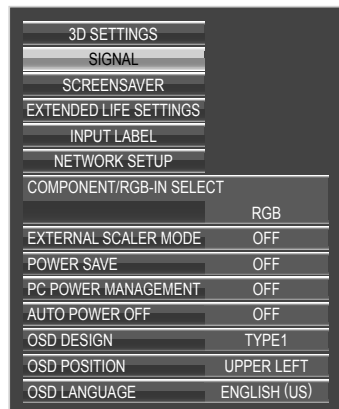 3D SETTINGS
SIGNAL
SCREENSAVER
EXTENDED LIFE SETTINGS
INPUT LABEL
NETWORK SETUP
COMPONENT/RGB-IN SELECT
RGB
EXTERNAL SCALER MODE OFF
POWER SAVE OFF
PC POWER MANAGEMENT OFF
AUTO POWER OFF OFF
OSD DESIGN TYPE1
OSD POSITION UPPER LEFT
OSD LANGUAGE ENGLISH (US)